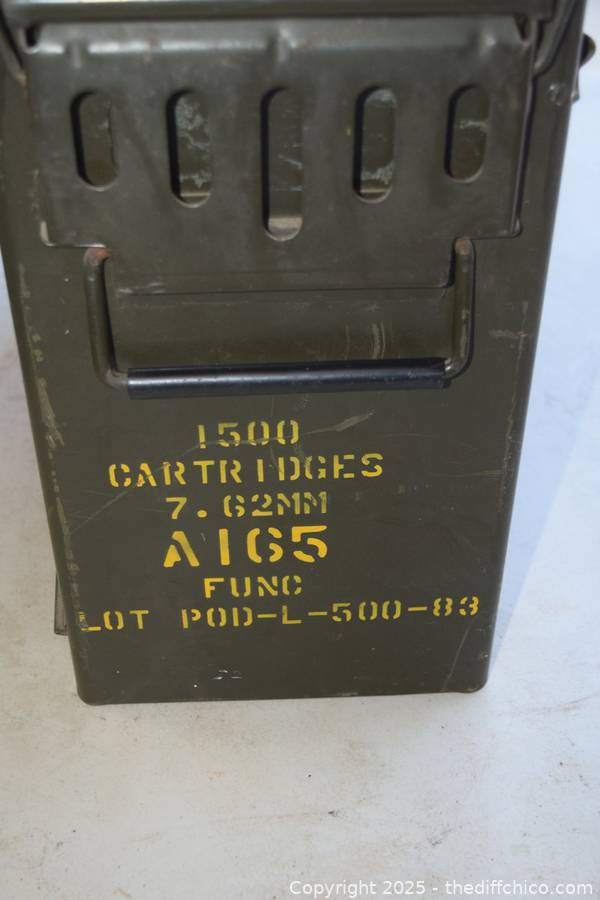 1500
CARTRIDGES
7.62MM
A165
FUNC
LOT POD-L-500-83
Copyright 2025 - thediffchico.com